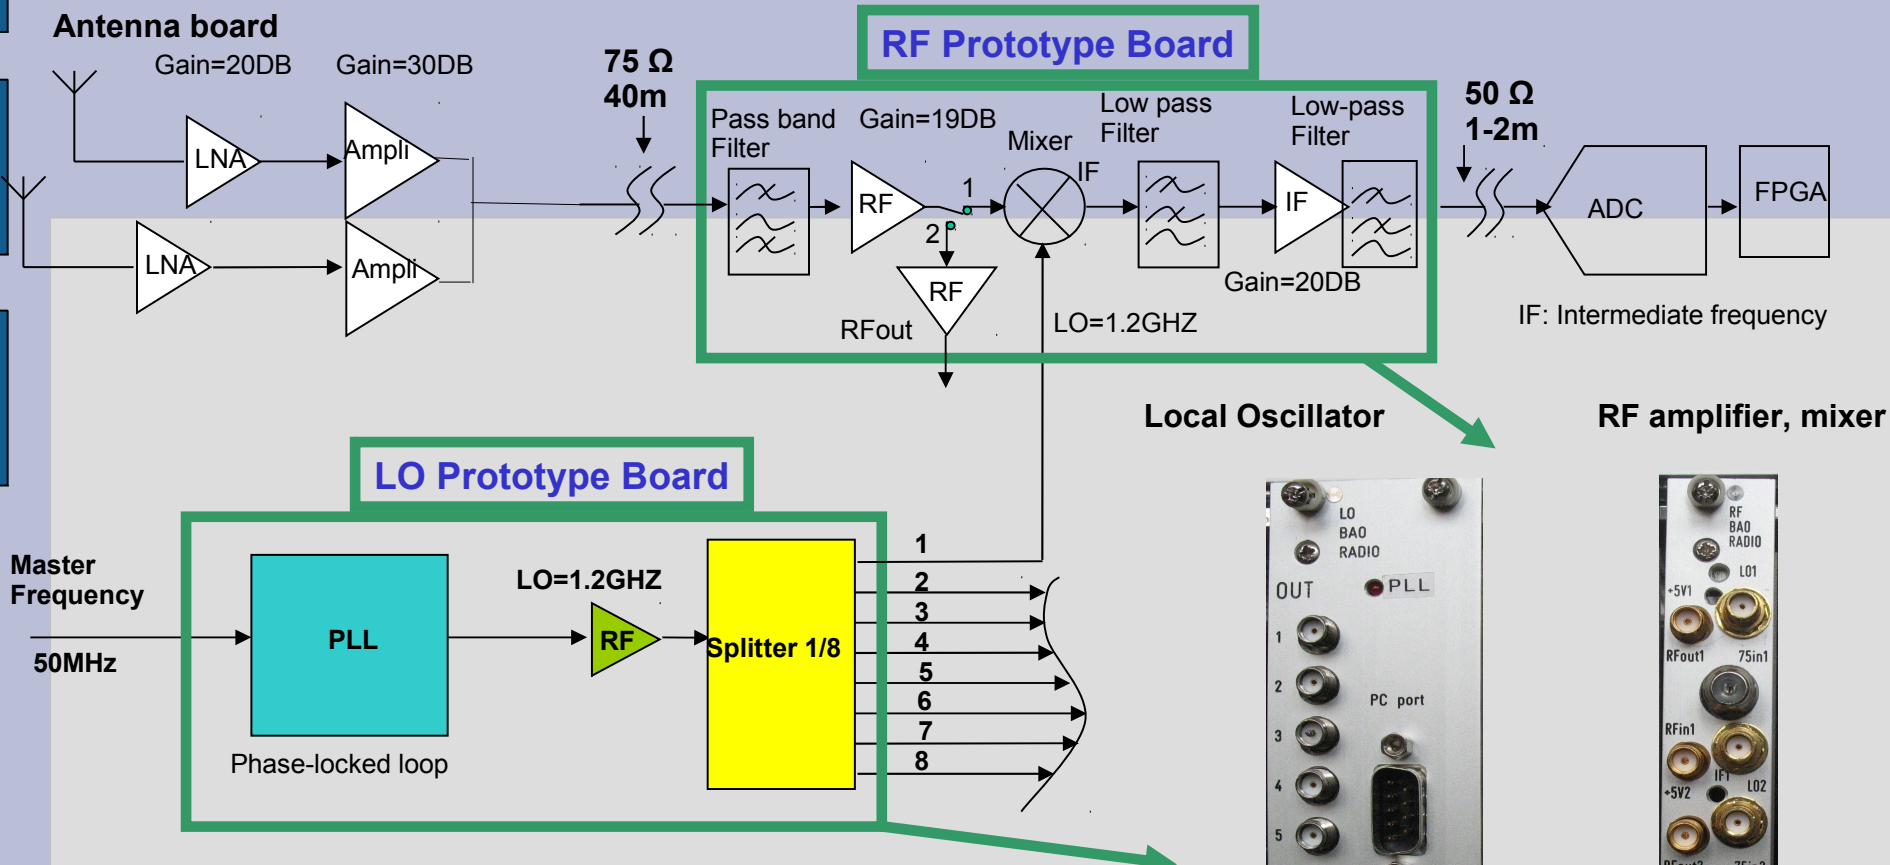 Antenna board
Gain=20DB
Gain=30DB
LNA
Ampli
LNA
Ampli
75 Ω
40m
RF Prototype Board
Pass band
Filter
Gain=19DB
RF
1
2
RF
RFout
Mixer
IF
LO=1.2GHZ
Low pass
Filter
Low-pass
Filter
IF
Gain=20DB
50 Ω
1-2m
ADC
FPGA
IF: Intermediate frequency
LO Prototype Board
Master
Frequency
50MHz
PLL
Phase-locked loop
LO=1.2GHZ
RF
Splitter 1/8
1
2
3
4
5
6
7
8
Local Oscillator
LO
BAO
RADIO
OUT
PLL
1
2
3
4
5
PC port
RF amplifier, mixer
RF
BAO
RADIO
LO1
+5V1
RFout1
75in1
RFin1
IF1
+5V2
LO2